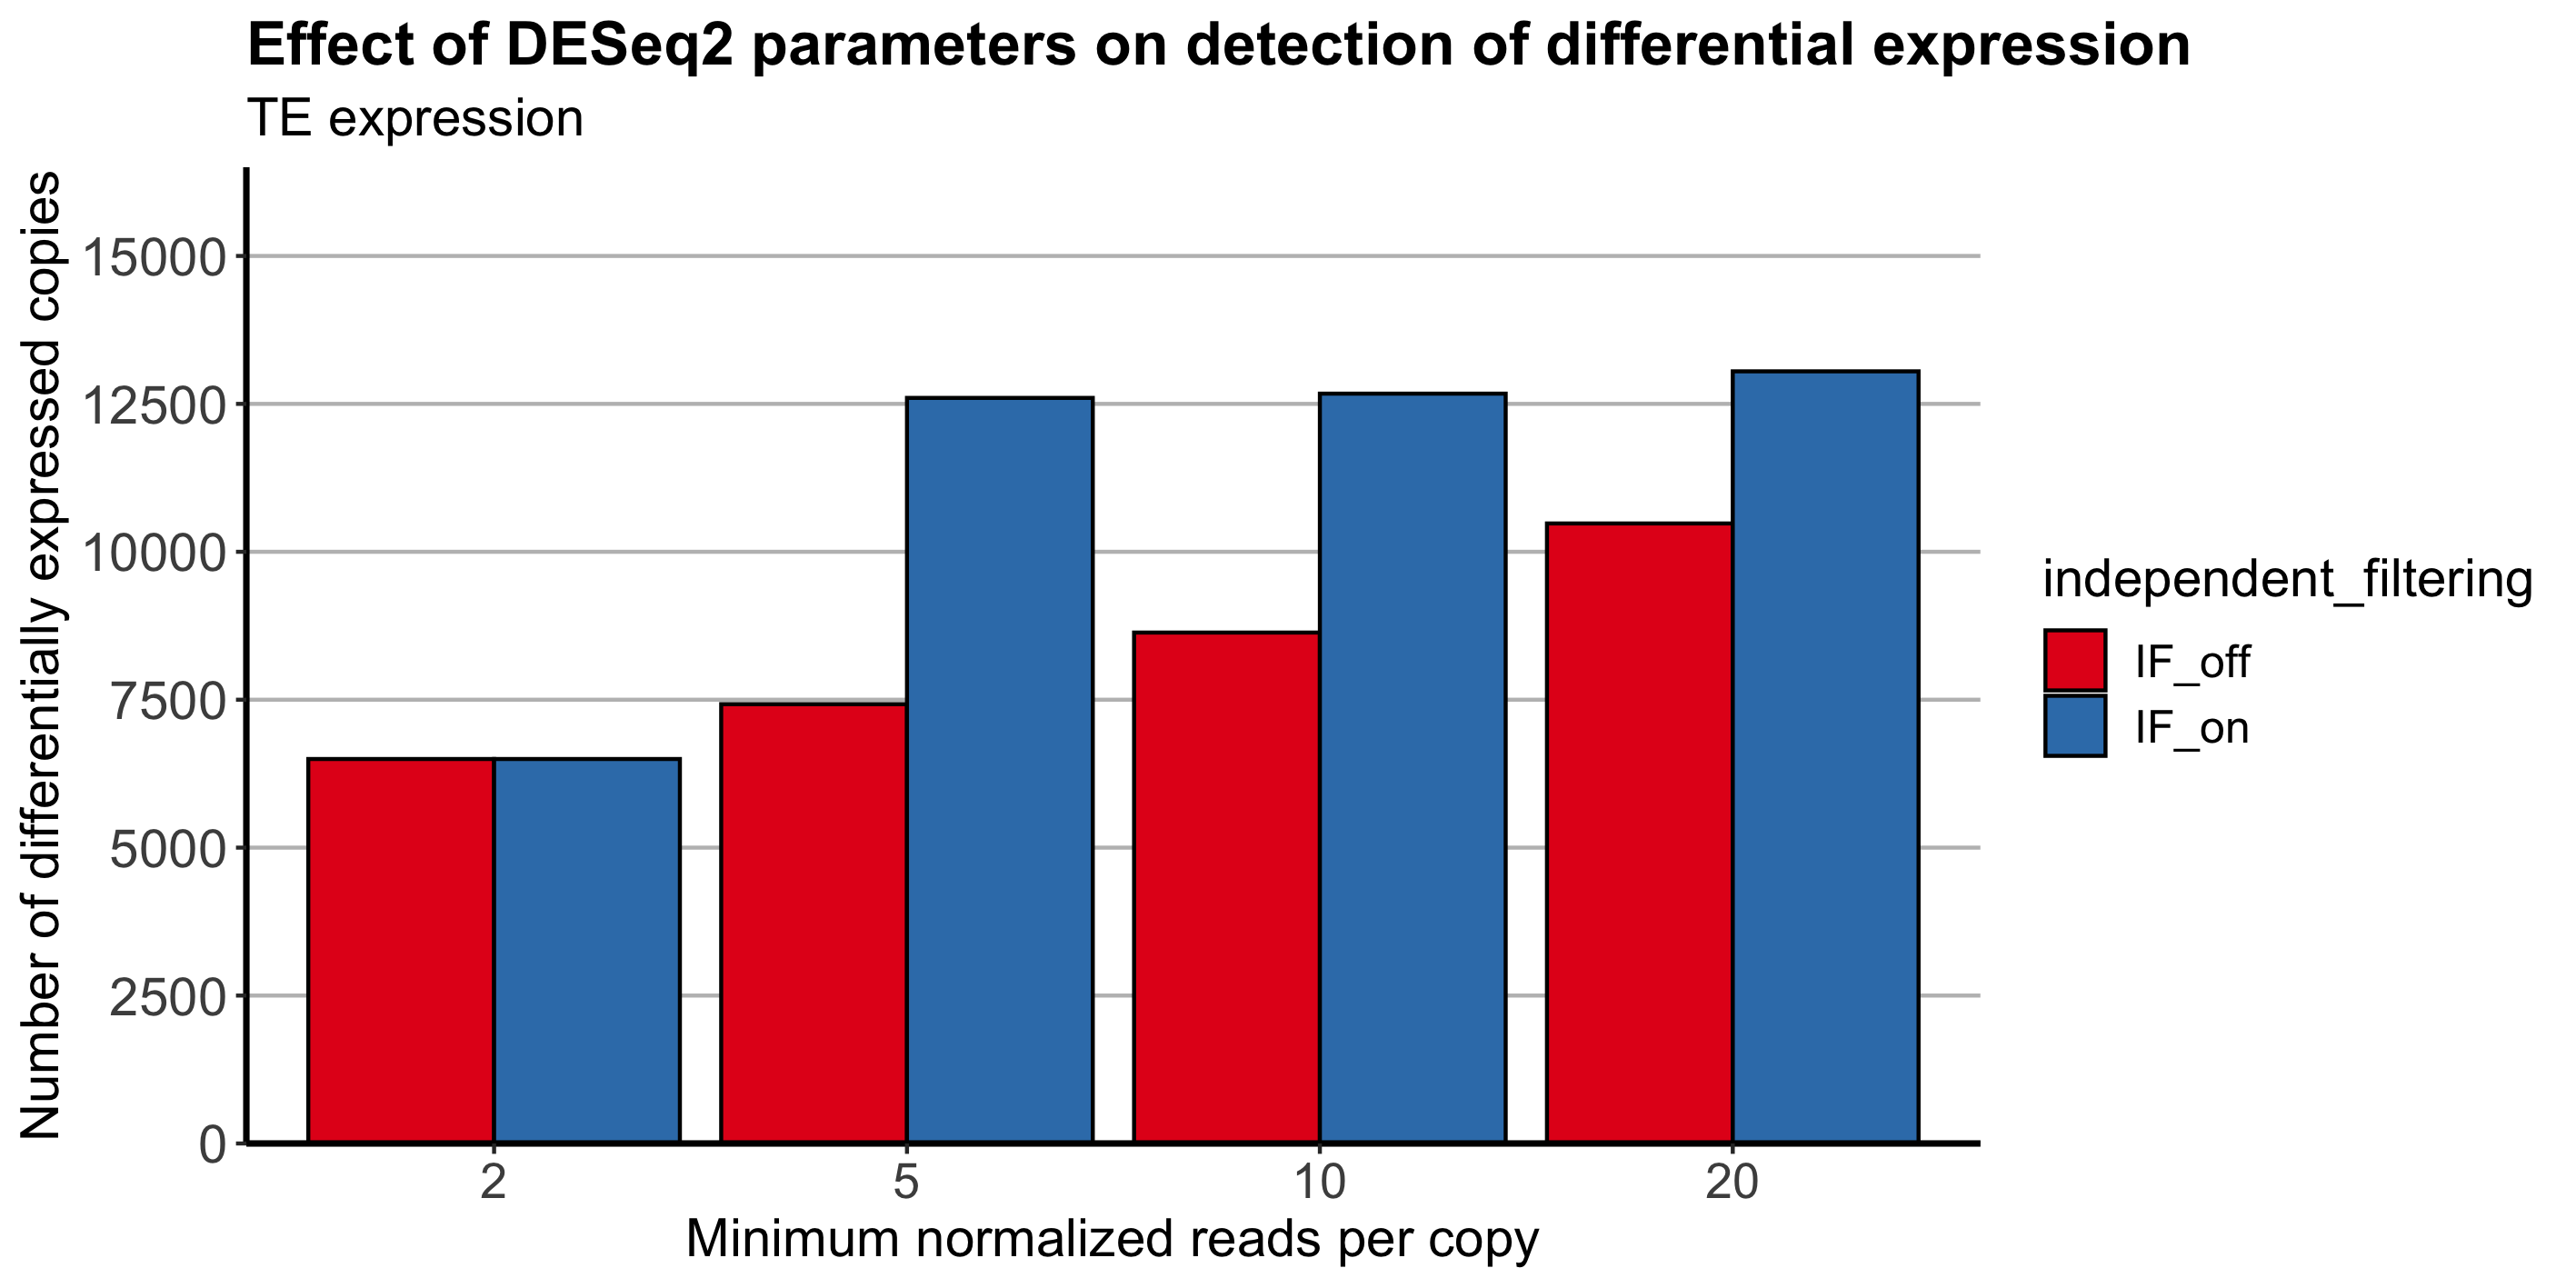 Effect of DESeq2 parameters on detection of differential expression
TE expression
Number of differentially expressed copies
15000
12500
10000
7500
5000
2500
0
2
5
10
20
Minimum normalized reads per copy
independent_filtering
IF_off
IF_on